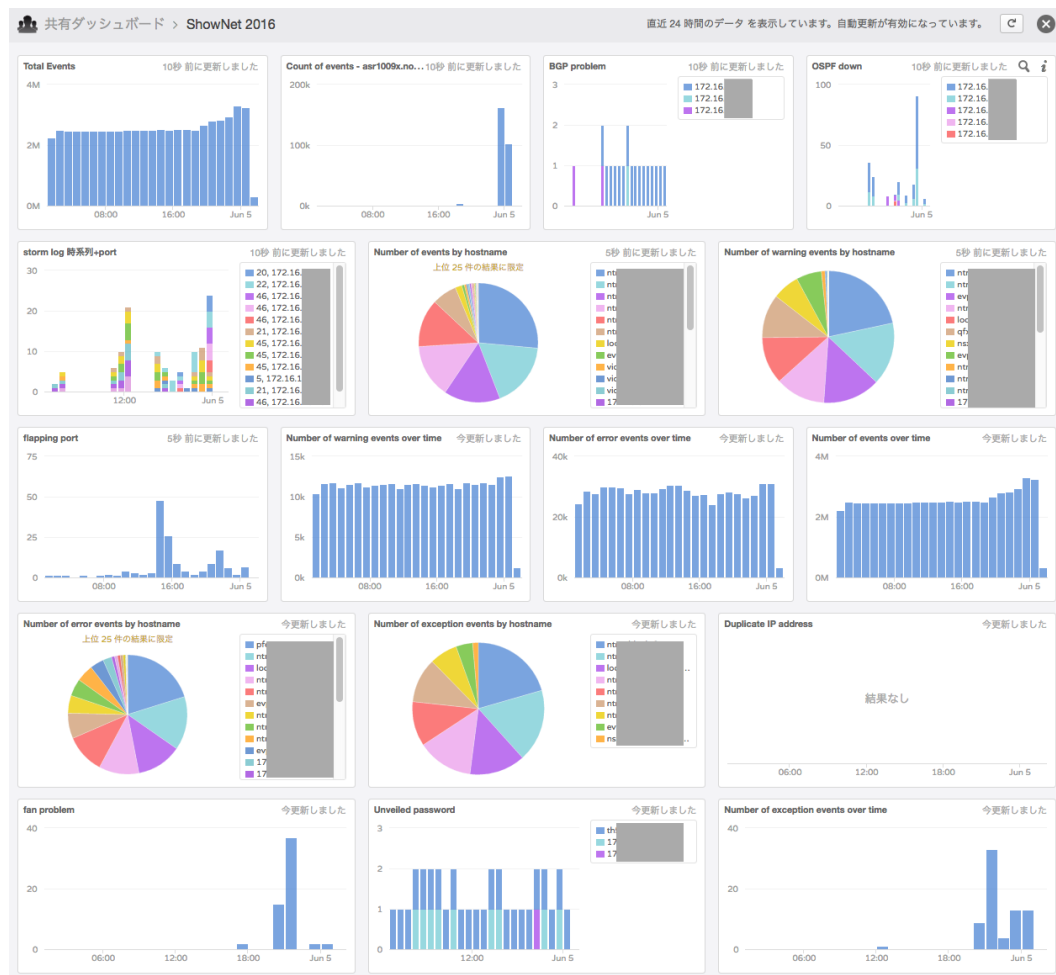 共有ダッシュボード > ShowNet 2016
直近 24 時間のデータ を表示しています。自動更新が有効になっています。
Total Events 10秒 前に更新しました
4M
2M
0M
08:00 16:00 Jun 5
Count of events - asr1009x.no... 10秒 前に更新しました
200k
100k
0k
08:00 16:00 Jun 5
BGP problem 10秒 前に更新しました
3
2
1
0
Jun 5
172.16
172.16.
172.16.
OSPF down 10秒 前に更新しました
100
50
0
Jun 5
172.16.
172.16.
172.16.
172.16.
172.16.
storm log 時系列+port 10秒 前に更新しました
30
20
10
0
12:00 Jun 5
20, 172.16.
22, 172.16.
46, 172.16.
46, 172.16.
46, 172.16.
21, 172.16.
45, 172.16.
45, 172.16.
45, 172.16.
5, 172.16.1
21, 172.16.
46, 172.16.
Number of events by hostname 5秒 前に更新しました
上位 25 件の結果に限定
Number of warning events by hostname 5秒 前に更新しました
flapping port 5秒 前に更新しました
75
50
25
0
08:00 16:00 Jun 5
Number of warning events over time 今更新しました
15k
10k
5k
0k
08:00 16:00 Jun 5
Number of error events over time 今更新しました
40k
20k
0k
08:00 16:00 Jun 5
Number of events over time 今更新しました
4M
2M
0M
08:00 16:00 Jun 5
Number of error events by hostname 今更新しました
上位 25 件の結果に限定
Number of exception events by hostname 今更新しました
Duplicate IP address 今更新しました
結果なし
06:00 12:00 18:00 Jun 5
fan problem 今更新しました
40
20
0
06:00 12:00 18:00 Jun 5
Unveiled password 今更新しました
3
2
1
0
12:00 Jun 5
17
17
Number of exception events over time 今更新しました
40
20
0
06:00 12:00 18:00 Jun 5